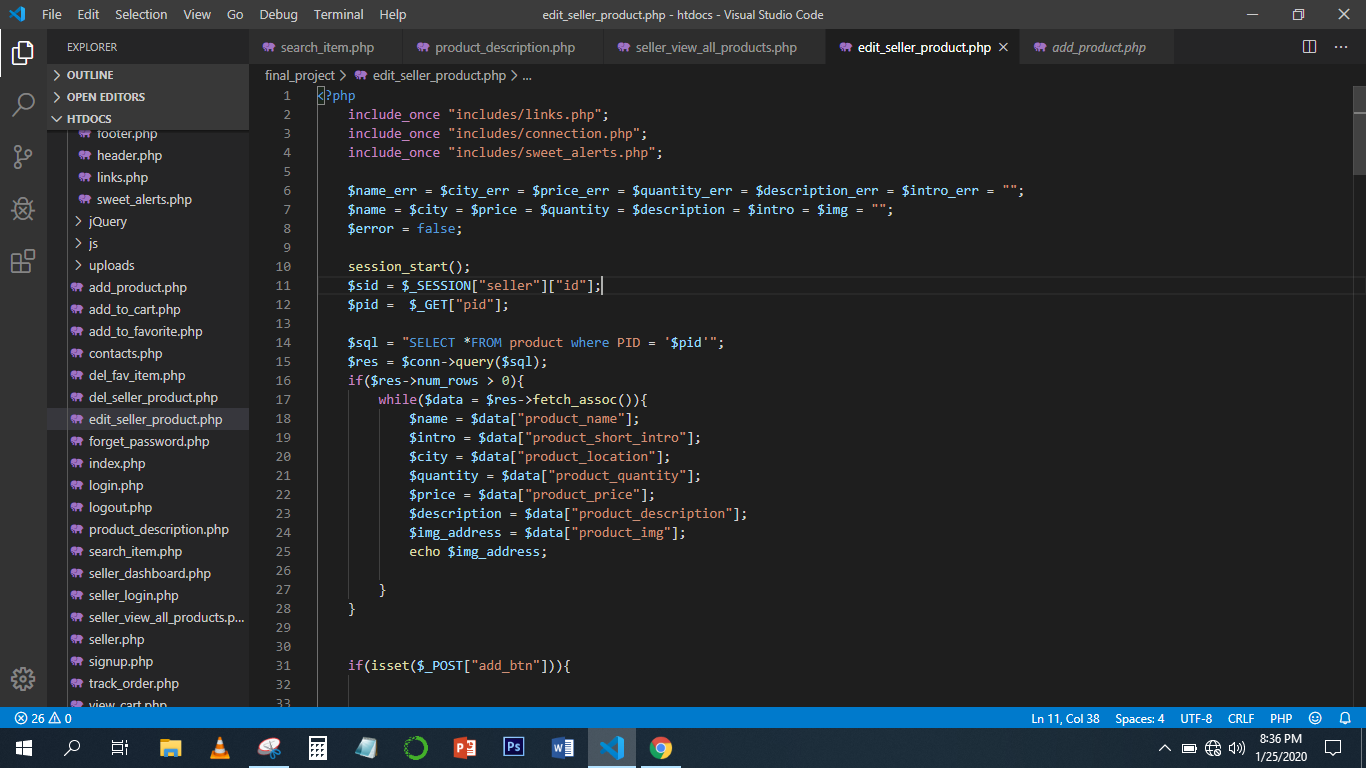 File Edit Selection View Go Debug Terminal Help edit_seller_product.php - htdocs - Visual Studio Code
EXPLORER
OUTLINE
OPEN EDITORS
HTDOCS
footer.php
header.php
links.php
sweet_alerts.php
jQuery
js
uploads
add_product.php
add_to_cart.php
add_to_favorite.php
contacts.php
del_fav_item.php
del_seller_product.php
edit_seller_product.php
forget_password.php
index.php
login.php
logout.php
product_description.php
search_item.php
seller_dashboard.php
seller_login.php
seller_view_all_products.p...
seller.php
signup.php
track_order.php
view_cart.php
search_item.php product_description.php seller_view_all_products.php edit_seller_product.php add_product.php
final_project > edit_seller_product.php > ...
1 <?php
2 include_once "includes/links.php";
3 include_once "includes/connection.php";
4 include_once "includes/sweet_alerts.php";
5
6 $name_err = $city_err = $price_err = $quantity_err = $description_err = $intro_err = "";
7 $name = $city = $price = $quantity = $description = $intro = $img = "";
8 $error = false;
9
10 session_start();
11 $sid = $_SESSION["seller"]["id"];
12 $pid =  $_GET["pid"];
13
14 $sql = "SELECT *FROM product where PID = '$pid'";
15 $res = $conn->query($sql);
16 if($res->num_rows > 0){
17 while($data = $res->fetch_assoc()){
18 $name = $data["product_name"];
19 $intro = $data["product_short_intro"];
20 $city = $data["product_location"];
21 $quantity = $data["product_quantity"];
22 $price = $data["product_price"];
23 $description = $data["product_description"];
24 $img_address = $data["product_img"];
25 echo $img_address;
26
27 }
28 }
29
30
31 if(isset($_POST["add_btn"])){
32
33
26 0 Ln 11, Col 38 Spaces: 4 UTF-8 CRLF PHP
8:36 PM
1/25/2020